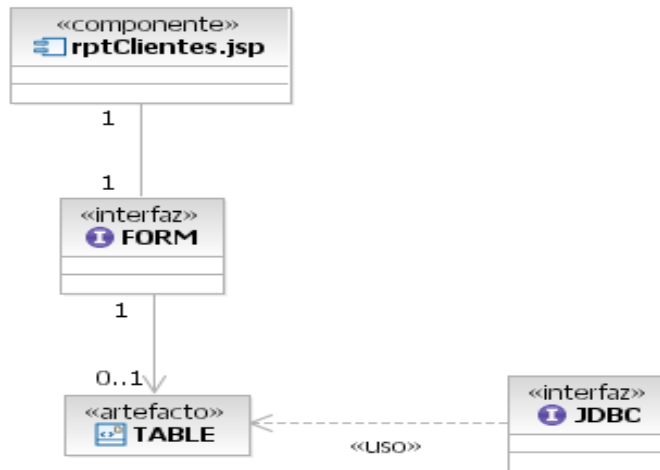 «componente»
rptClientes.jsp
1
1
«interfaz»
FORM
1
0..1
«artefacto»
TABLE
«uso»
«interfaz»
JDBC